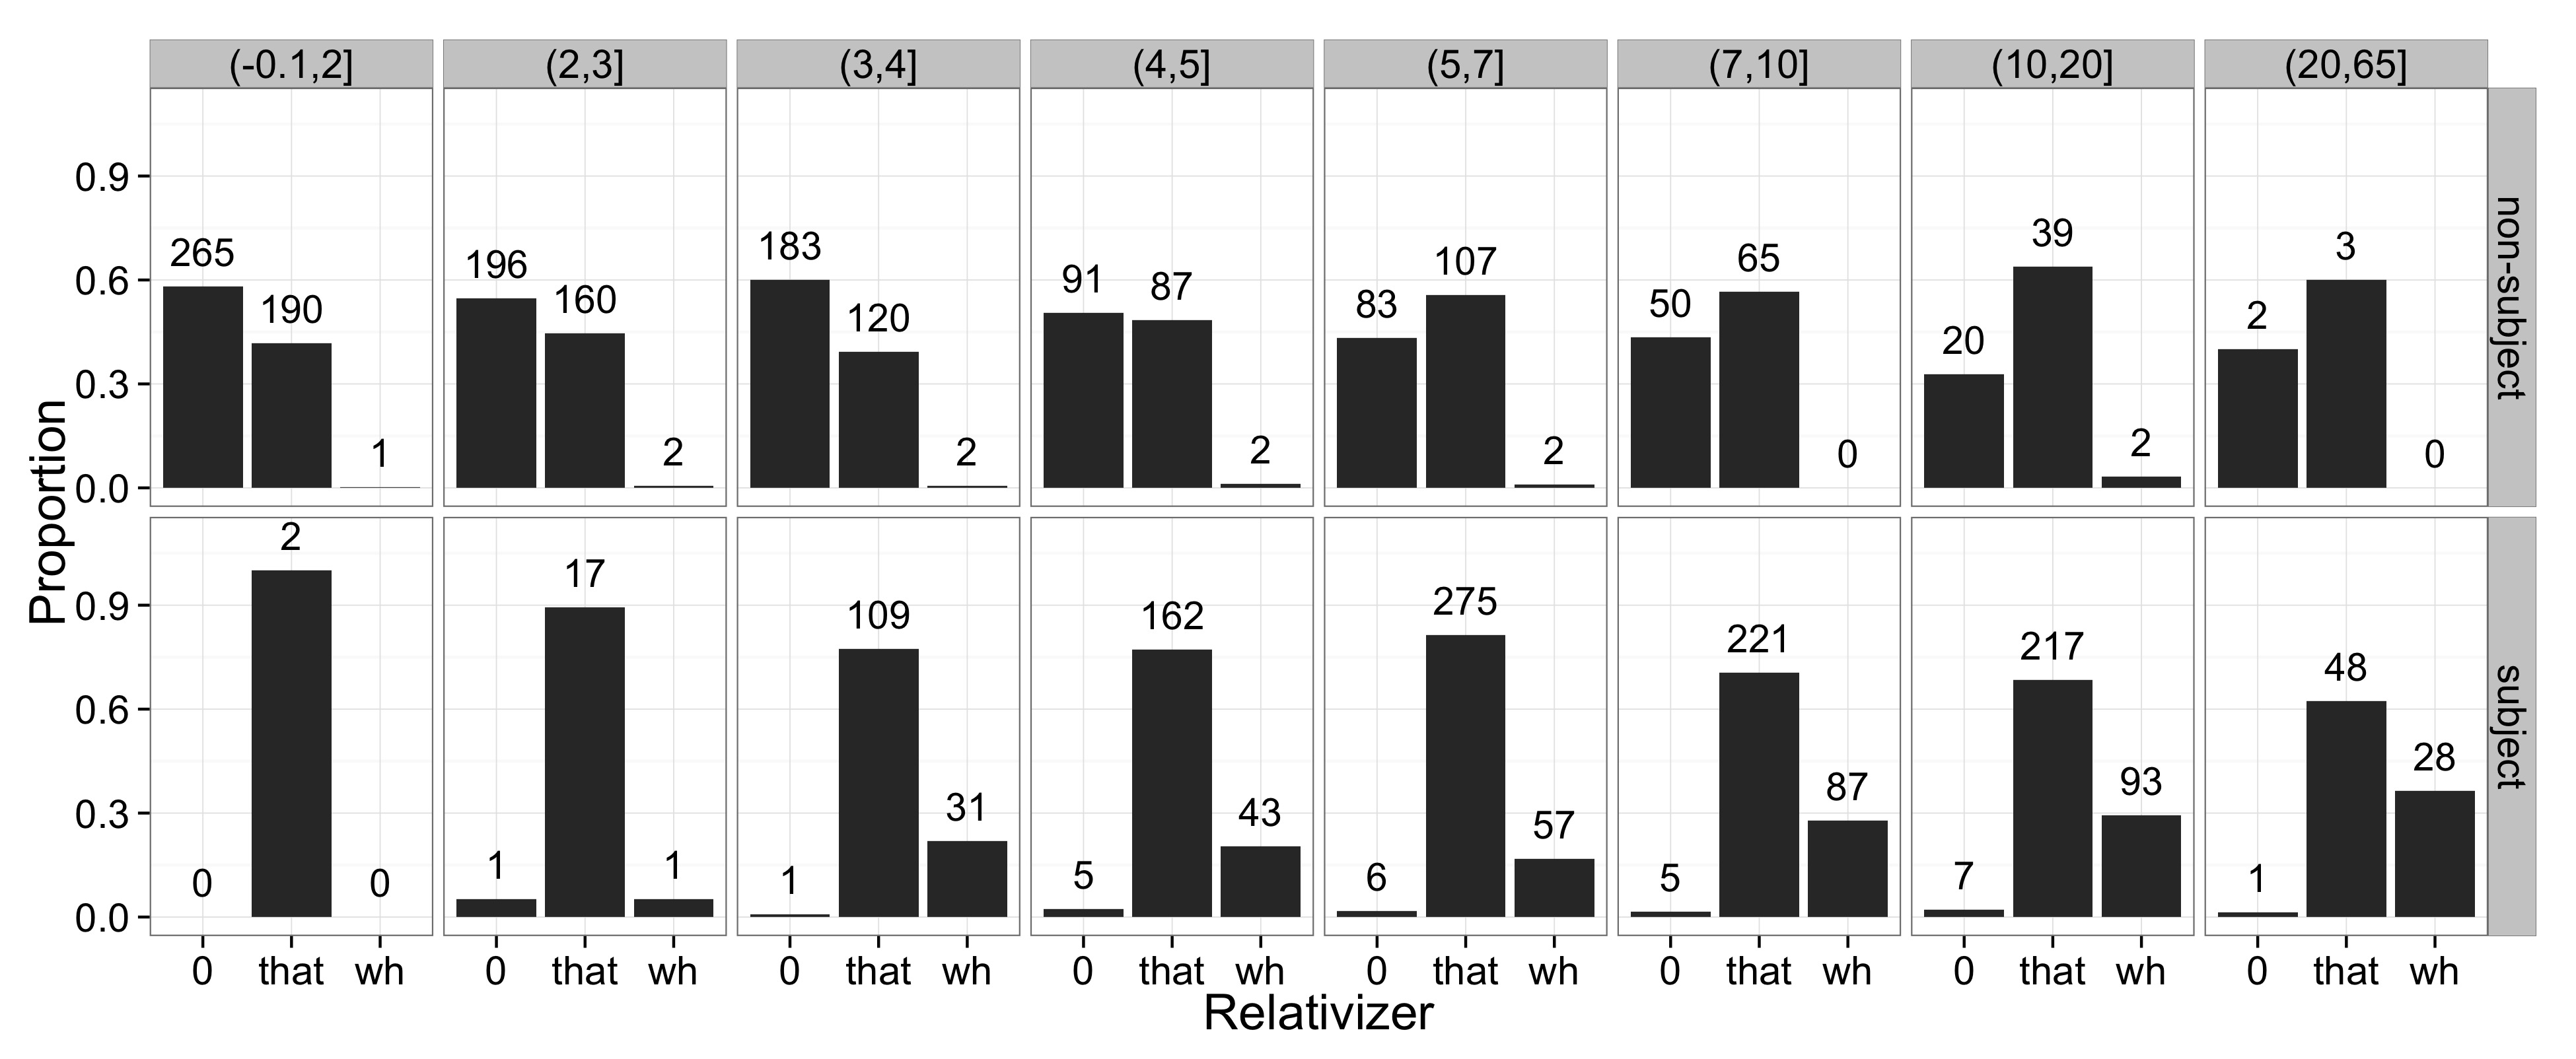 (-0.1,2] (2,3] (3,4] (4,5] (5,7] (7,10] (10,20] (20,65]
Proportion
0.9
0.6
0.3
0.0
265 190 1
196 160 2
183 120 2
91 87 2
83 107 2
50 65 0
20 39 2
2 3 0
non-subject
0.9
0.6
0.3
0.0
0 2 0
1 17 1
1 109 31
5 162 43
6 275 57
5 221 87
7 217 93
1 48 28
subject
0 that wh 0 that wh 0 that wh 0 that wh 0 that wh 0 that wh 0 that wh 0 that wh
Relativizer